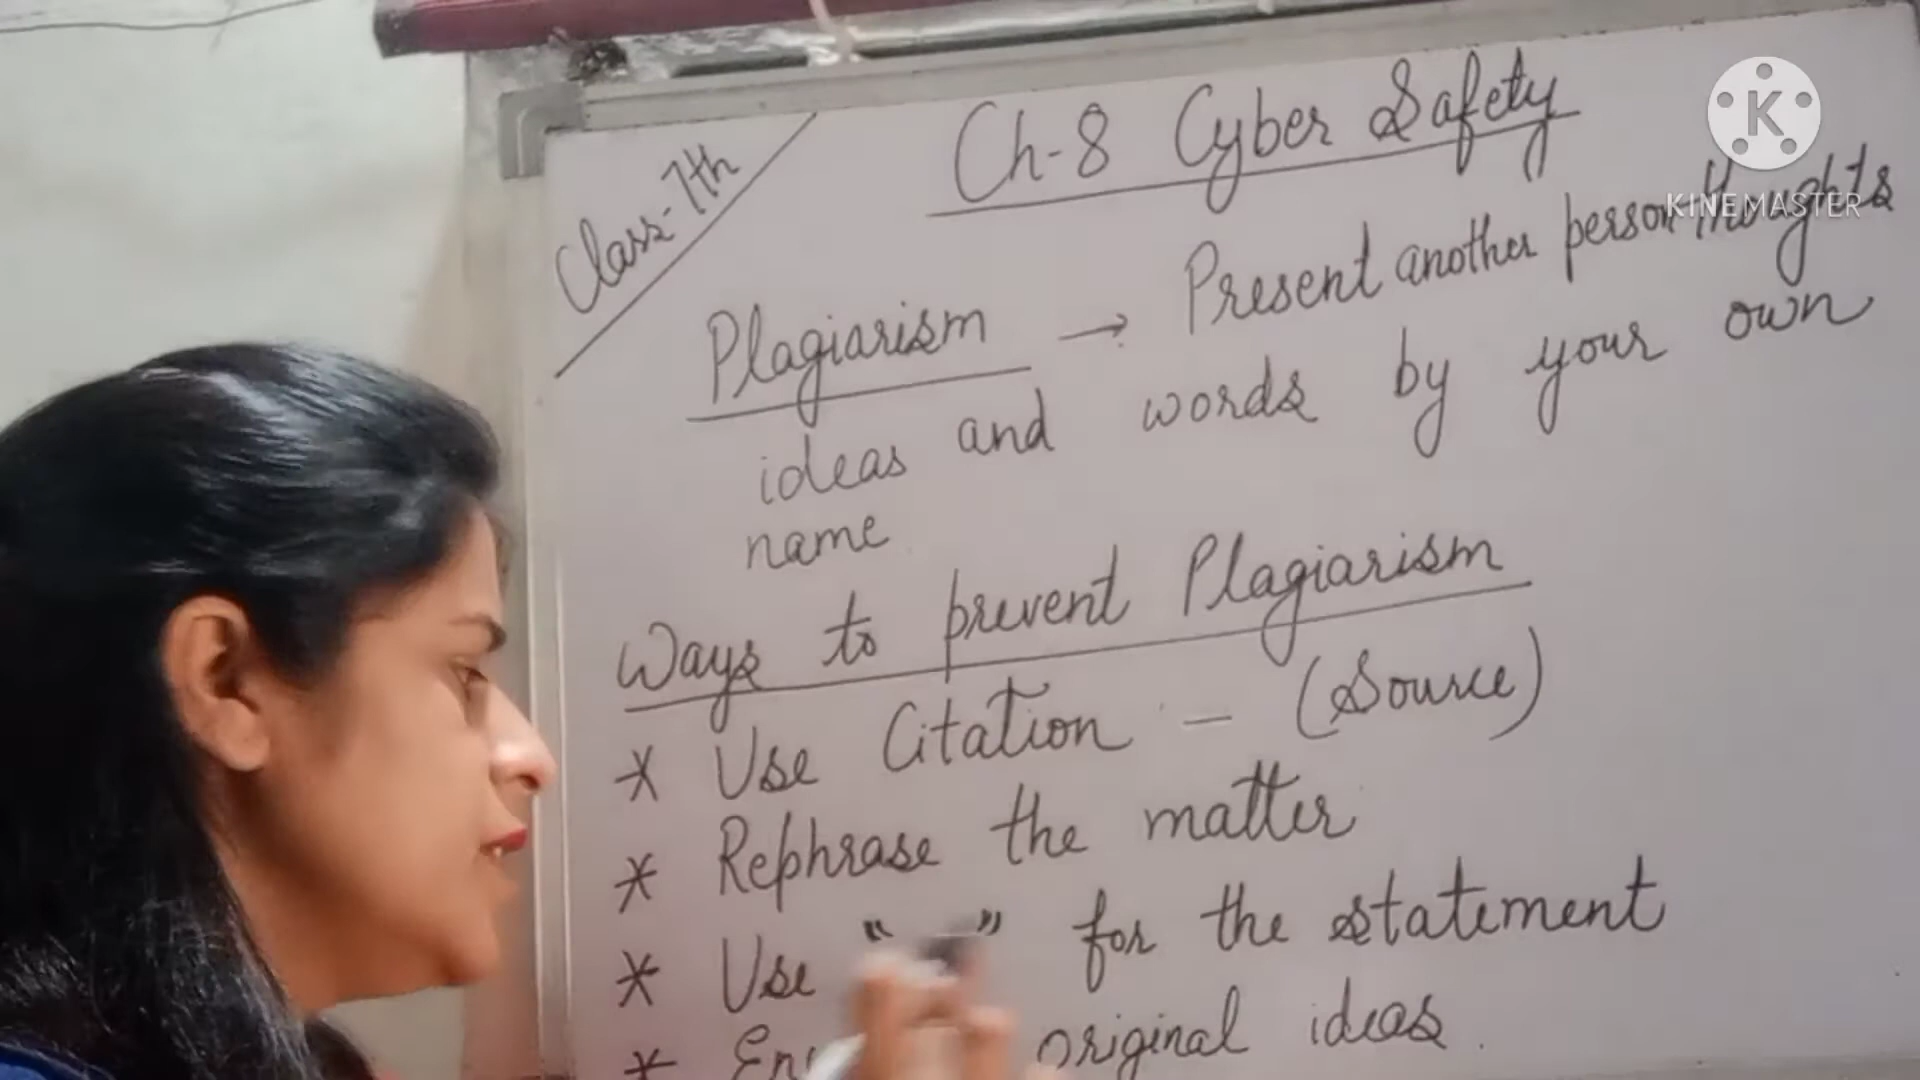 Class-7th
Ch-8 Cyber Safety
K
KINEMASTER
Plagiarism → Present another person thoughts
ideas and words by your own
name
Ways to prevent Plagiarism
* Use Citation - (Source)
* Rephrase the matter
* Use " " for the statement
* original ideas.